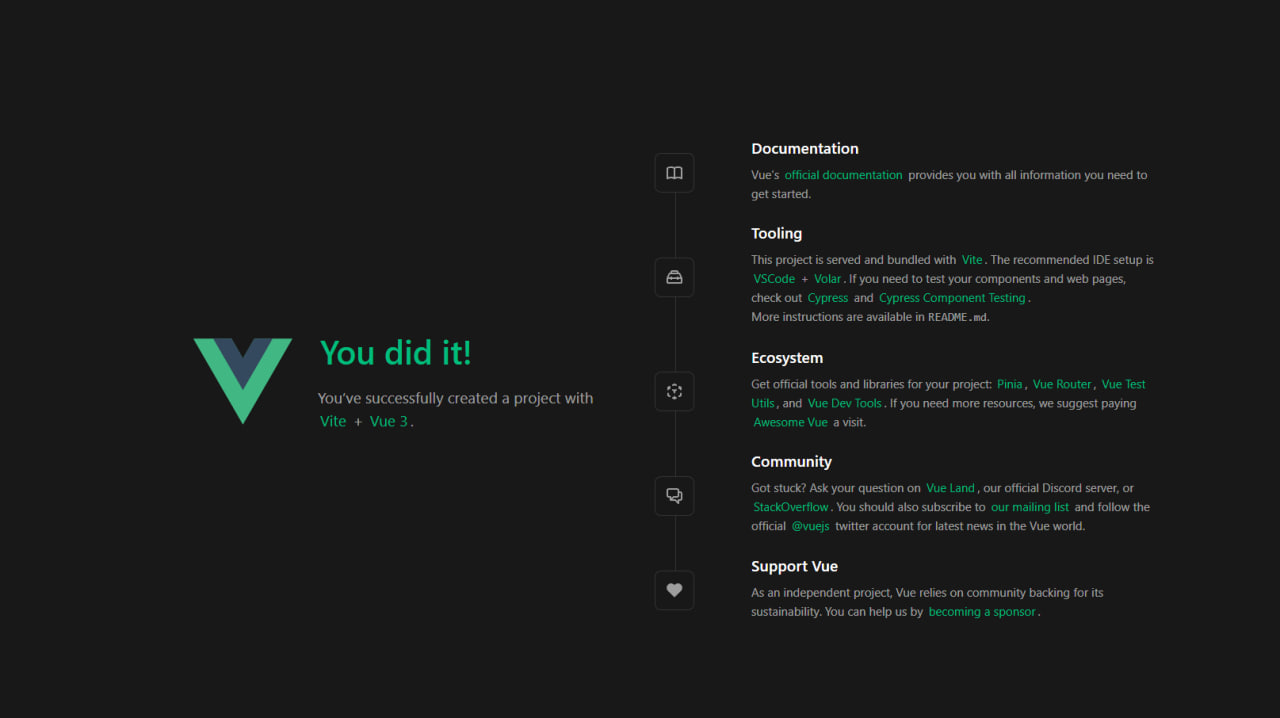 You did it!
You've successfully created a project with
Vite + Vue 3.
Documentation
Vue's official documentation provides you with all information you need to
get started.
Tooling
This project is served and bundled with Vite. The recommended IDE setup is
VSCode + Volar. If you need to test your components and web pages,
check out Cypress and Cypress Component Testing.
More instructions are available in README.md.
Ecosystem
Get official tools and libraries for your project: Pinia, Vue Router, Vue Test
Utils, and Vue Dev Tools. If you need more resources, we suggest paying
Awesome Vue a visit.
Community
Got stuck? Ask your question on Vue Land, our official Discord server, or
StackOverflow. You should also subscribe to our mailing list and follow the
official @vuejs twitter account for latest news in the Vue world.
Support Vue
As an independent project, Vue relies on community backing for its
sustainability. You can help us by becoming a sponsor.